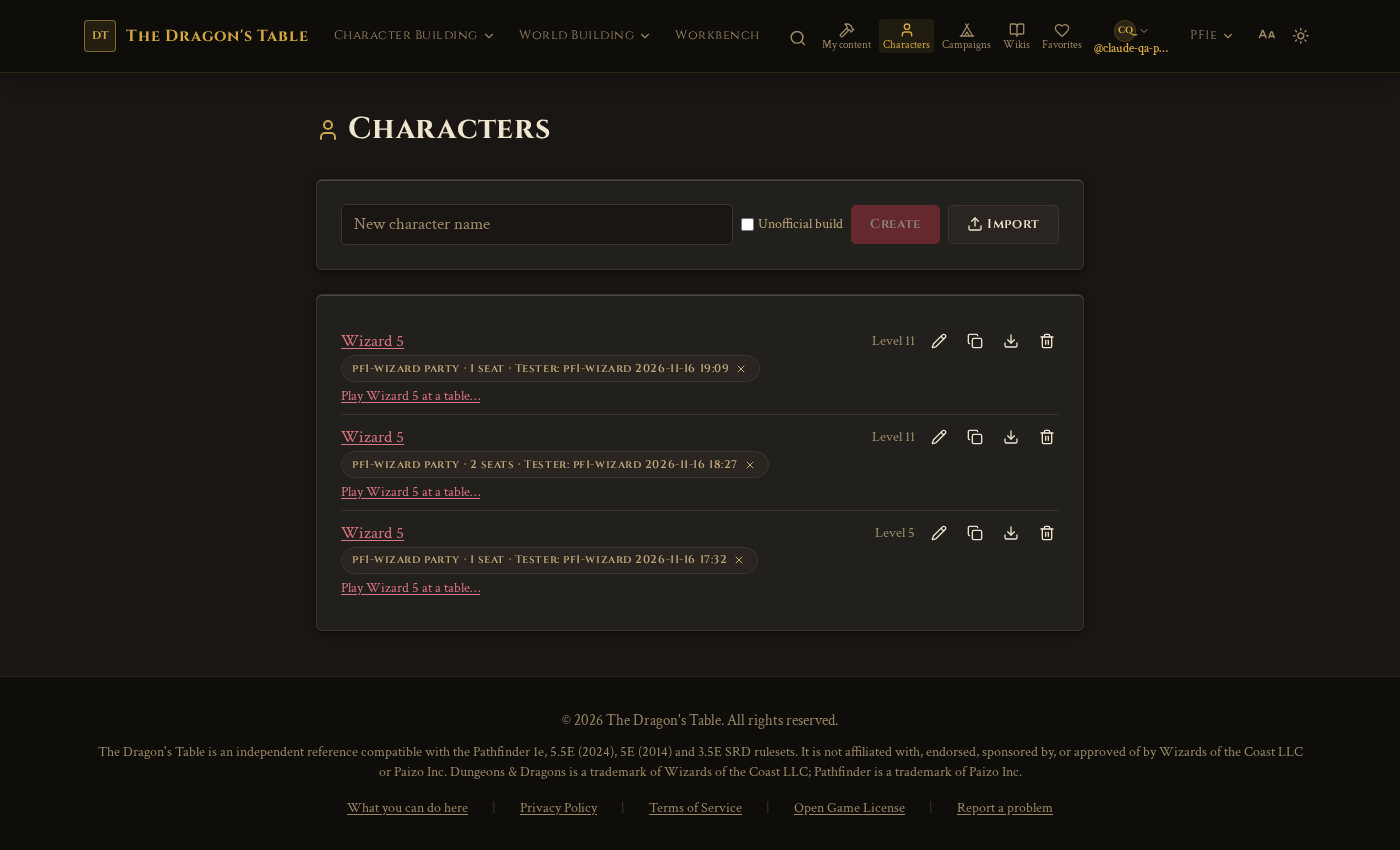 DT The Dragon's Table Character Building World Building Workbench My content Characters Campaigns Wikis Favorites CQ @claude-qa-p... PF1e AA
Characters
New character name Unofficial build Create Import
Wizard 5 Level 11
pf1-wizard party · 1 seat · Tester: pf1-wizard 2026-11-16 19:09
Play Wizard 5 at a table...
Wizard 5 Level 11
pf1-wizard party · 2 seats · Tester: pf1-wizard 2026-11-16 18:27
Play Wizard 5 at a table...
Wizard 5 Level 5
pf1-wizard party · 1 seat · Tester: pf1-wizard 2026-11-16 17:32
Play Wizard 5 at a table...
© 2026 The Dragon's Table. All rights reserved.
The Dragon's Table is an independent reference compatible with the Pathfinder 1e, 5.5E (2024), 5E (2014) and 3.5E SRD rulesets. It is not affiliated with, endorsed, sponsored by, or approved of by Wizards of the Coast LLC
or Paizo Inc. Dungeons & Dragons is a trademark of Wizards of the Coast LLC; Pathfinder is a trademark of Paizo Inc.
What you can do here | Privacy Policy | Terms of Service | Open Game License | Report a problem